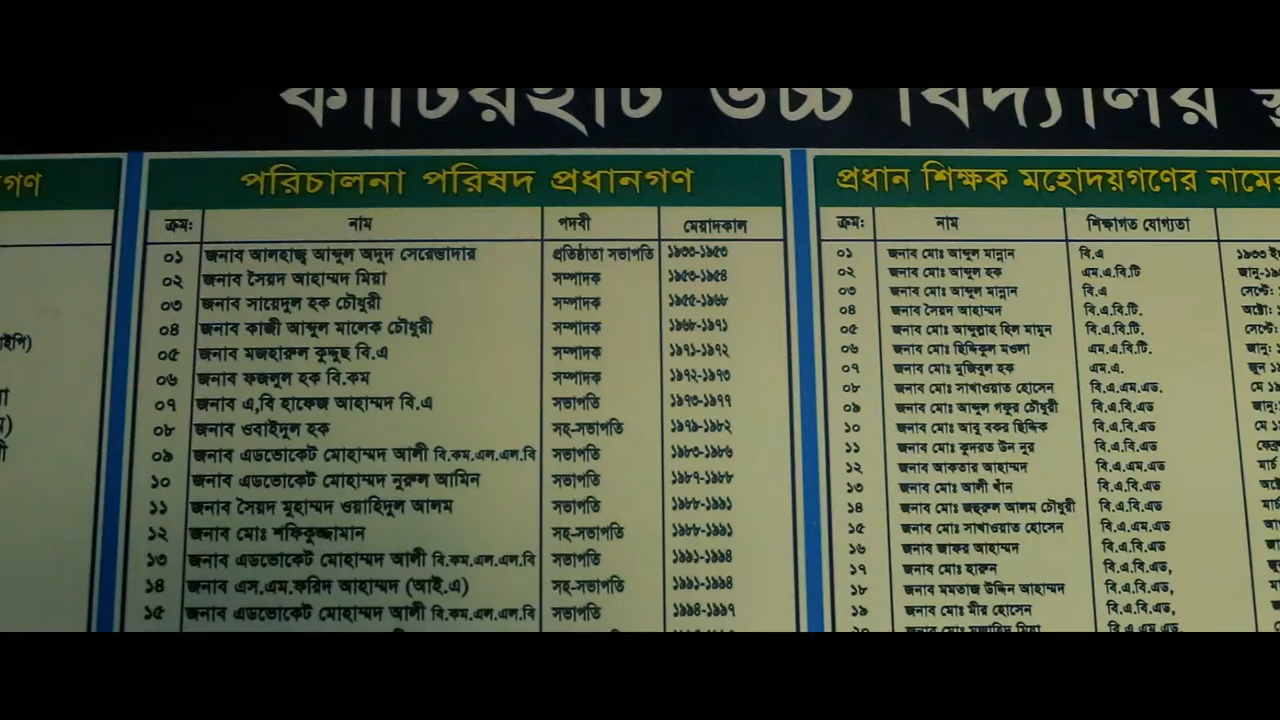 কাটিরহাট উচ্চ বিদ্যালয়
গণ
পরিচালনা পরিষদ প্রধানগণ
ক্রম: নাম পদবী মেয়াদকাল
০১ জনাব আলহাজ্ব আব্দুল অদুদ সেরেস্তাদার প্রতিষ্ঠাতা সভাপতি ১৯৩৩-১৯৫৩
০২ জনাব সৈয়দ আহাম্মদ মিয়া সম্পাদক ১৯৫৩-১৯৫৪
০৩ জনাব সায়েদুল হক চৌধুরী সম্পাদক ১৯৫৫-১৯৬৮
০৪ জনাব কাজী আব্দুল মালেক চৌধুরী সম্পাদক ১৯৬৮-১৯৭১
০৫ জনাব মজহারুল কুদ্দুছ বি.এ সম্পাদক ১৯৭১-১৯৭২
০৬ জনাব ফজলুল হক বি.কম সম্পাদক ১৯৭২-১৯৭৩
০৭ জনাব এ,বি হাফেজ আহাম্মদ বি.এ সভাপতি ১৯৭৩-১৯৭৭
০৮ জনাব ওবাইদুল হক সহ-সভাপতি ১৯৭৯-১৯৮২
০৯ জনাব এডভোকেট মোহাম্মদ আলী বি.কম.এল.এল.বি সভাপতি ১৯৮৩-১৯৮৬
১০ জনাব এডভোকেট মোহাম্মদ নুরুল আমিন সভাপতি ১৯৮৭-১৯৮৮
১১ জনাব সৈয়দ মুহাম্মদ ওয়াহিদুল আলম সভাপতি ১৯৮৮-১৯৯১
১২ জনাব মোঃ শফিকুজ্জামান সহ-সভাপতি ১৯৮৮-১৯৯১
১৩ জনাব এডভোকেট মোহাম্মদ আলী বি.কম.এল.এল.বি সভাপতি ১৯৯১-১৯৯৪
১৪ জনাব এস.এম.ফরিদ আহাম্মদ (আই.এ) সহ-সভাপতি ১৯৯১-১৯৯৪
১৫ জনাব এডভোকেট মোহাম্মদ আলী বি.কম.এল.এল.বি সভাপতি ১৯৯৪-১৯৯৭
প্রধান শিক্ষক মহোদয়গণের নামের
ক্রম: নাম শিক্ষাগত যোগ্যতা
০১ জনাব মোঃ আব্দুল মান্নান বি.এ ১৯৩৩
০২ জনাব মোঃ আব্দুল হক এম.এ.বি.টি জানু-
০৩ জনাব মোঃ আব্দুল মান্নান বি.এ সেপ্টে:
০৪ জনাব সৈয়দ আহাম্মদ বি.এ.বি.টি. অক্টো:
০৫ জনাব মোঃ আব্দুল্লাহ হিল মামুন বি.এ.বি.টি. সেপ্টে:
০৬ জনাব মোঃ ছিদ্দিকুল মওলা এম.এ.বি.টি. জানু:
০৭ জনাব মোঃ মুজিবুল হক এম.এ. জুন
০৮ জনাব মোঃ সাখাওয়াত হোসেন বি.এ.এম.এড. মে
০৯ জনাব মোঃ আব্দুল গফুর চৌধুরী বি.এ.বি.এড জানু:
১০ জনাব মোঃ আবু বকর ছিদ্দিক বি.এ.বি.এড মে
১১ জনাব মোঃ কুদরত উন নুর বি.এ.বি.এড
১২ জনাব আকতার আহাম্মদ বি.এ.এম.এড মার্চ
১৩ জনাব মোঃ আলী খাঁন বি.এ.বি.এড
১৪ জনাব মোঃ জহুরুল আলম চৌধুরী বি.এ.বি.এড
১৫ জনাব মোঃ সাখাওয়াত হোসেন বি.এ.এম.এড
১৬ জনাব জাফর আহাম্মদ বি.এ.বি.এড
১৭ জনাব মোঃ হারুন বি.এ.বি.এড,
১৮ জনাব মমতাজ উদ্দিন আহাম্মদ বি.এ.বি.এড,
১৯ জনাব মোঃ মীর হোসেন বি.এ.বি.এড,